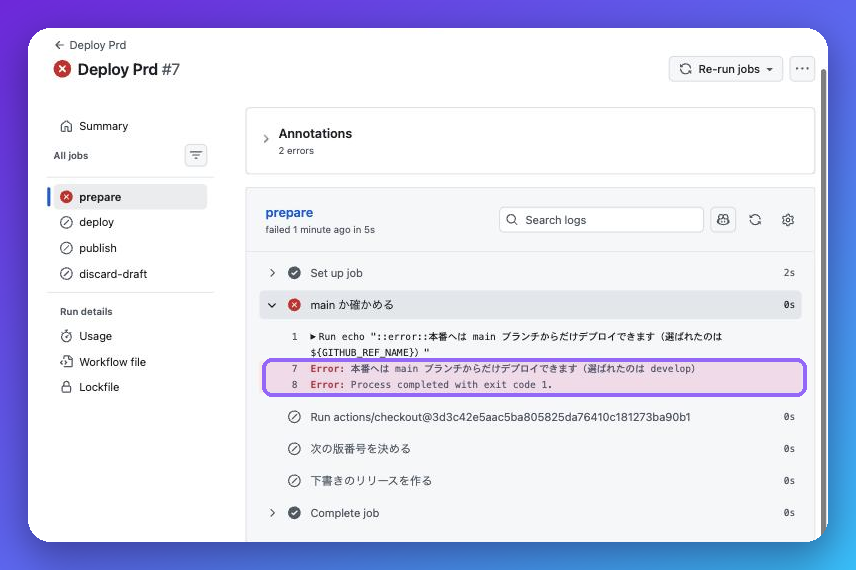 ← Deploy Prd
Deploy Prd #7
Re-run jobs
Summary
All jobs
prepare
deploy
publish
discard-draft
Run details
Usage
Workflow file
Lockfile
Annotations
2 errors
prepare
failed 1 minute ago in 5s
Search logs
Set up job 2s
main か確かめる 0s
1 ▶Run echo "::error::本番へは main ブランチからだけデプロイできます（選ばれたのは
${GITHUB_REF_NAME}）"
7 Error: 本番へは main ブランチからだけデプロイできます（選ばれたのは develop）
8 Error: Process completed with exit code 1.
Run actions/checkout@3d3c42e5aac5ba805825da76410c181273ba90b1 0s
次の版番号を決める 0s
下書きのリリースを作る 0s
Complete job 0s